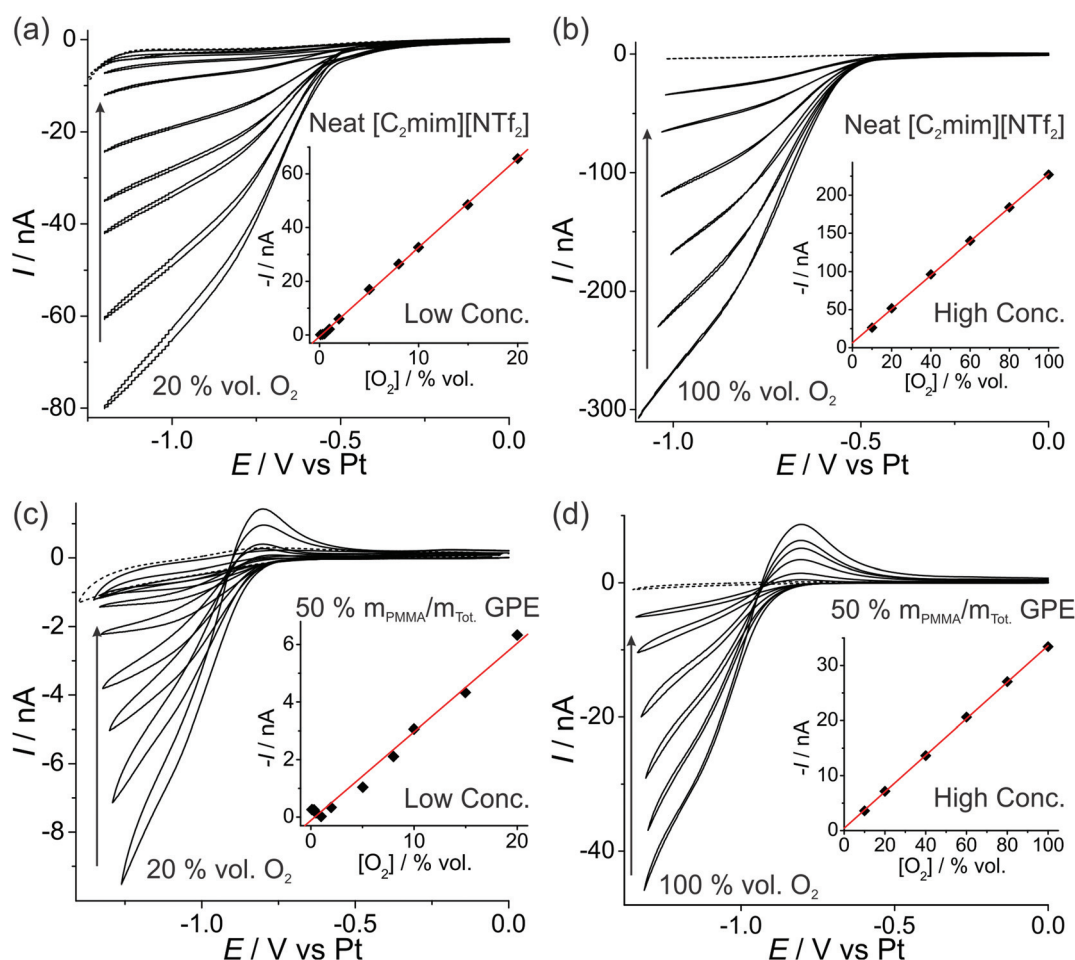 (a)
0
-20
-40
-60
-80
I / nA
-1.0
-0.5
0.0
E / V vs Pt
Neat [C₂mim][NTf₂]
20 % vol. O₂
60
40
20
0
-I / nA
0 5 10 15 20
[O₂] / % vol.
Low Conc.
(b)
0
-100
-200
-300
I / nA
-1.0
-0.5
0.0
E / V vs Pt
Neat [C₂mim][NTf₂]
100 % vol. O₂
200
150
100
50
0
-I / nA
0 20 40 60 80 100
[O₂] / % vol.
High Conc.
(c)
0
-2
-4
-6
-8
I / nA
-1.0
-0.5
0.0
E / V vs Pt
50 % mPMMA/mTot. GPE
20 % vol. O₂
6
4
2
0
-I / nA
0 5 10 15 20
[O₂] / % vol.
Low Conc.
(d)
0
-20
-40
I / nA
-1.0
-0.5
0.0
E / V vs Pt
50 % mPMMA/mTot. GPE
100 % vol. O₂
30
20
10
0
-I / nA
0 20 40 60 80 100
[O₂] / % vol.
High Conc.